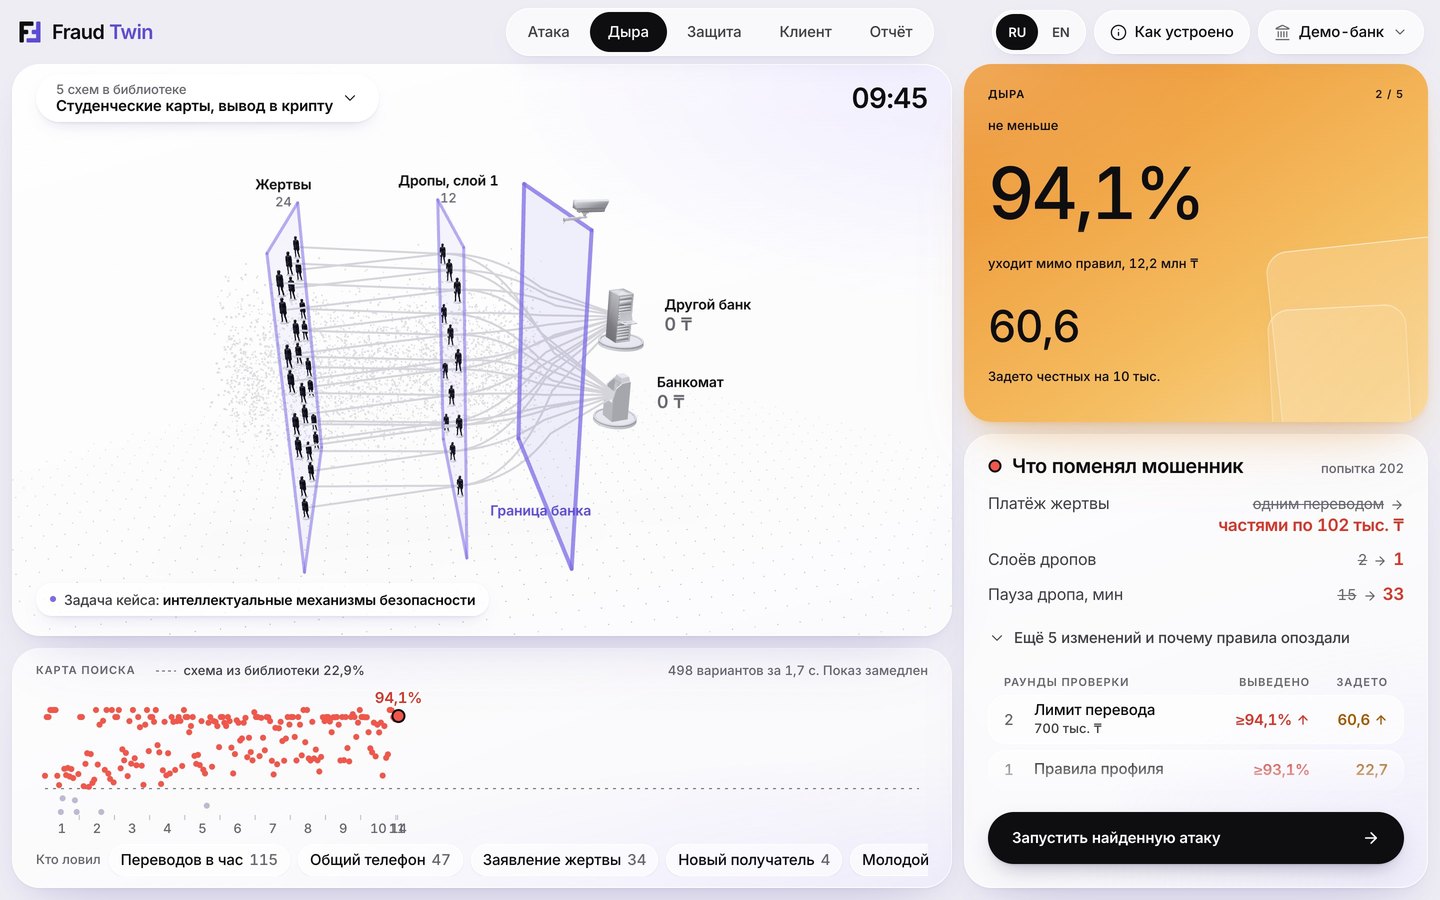 Fraud Twin
Атака
Дыра
Защита
Клиент
Отчёт
RU
EN
Как устроено
Демо-банк
5 схем в библиотеке
Студенческие карты, вывод в крипту
09:45
Жертвы
24
Дропы, слой 1
12
Другой банк
0 ₸
Банкомат
0 ₸
Граница банка
Задача кейса: интеллектуальные механизмы безопасности
ДЫРА
2 / 5
не меньше
94,1%
уходит мимо правил, 12,2 млн ₸
60,6
Задето честных на 10 тыс.
Что поменял мошенник
попытка 202
Платёж жертвы
одним переводом →
частями по 102 тыс. ₸
Слоёв дропов
2 → 1
Пауза дропа, мин
15 → 33
Ещё 5 изменений и почему правила опоздали
РАУНДЫ ПРОВЕРКИ
ВЫВЕДЕНО
ЗАДЕТО
2
Лимит перевода
700 тыс. ₸
≥94,1% ↑
60,6 ↑
1
Правила профиля
≥93,1%
22,7
Запустить найденную атаку →
КАРТА ПОИСКА
схема из библиотеки 22,9%
498 вариантов за 1,7 с. Показ замедлен
94,1%
1 2 3 4 5 6 7 8 9 10
Кто ловил
Переводов в час 115
Общий телефон 47
Заявление жертвы 34
Новый получатель 4
Молодой